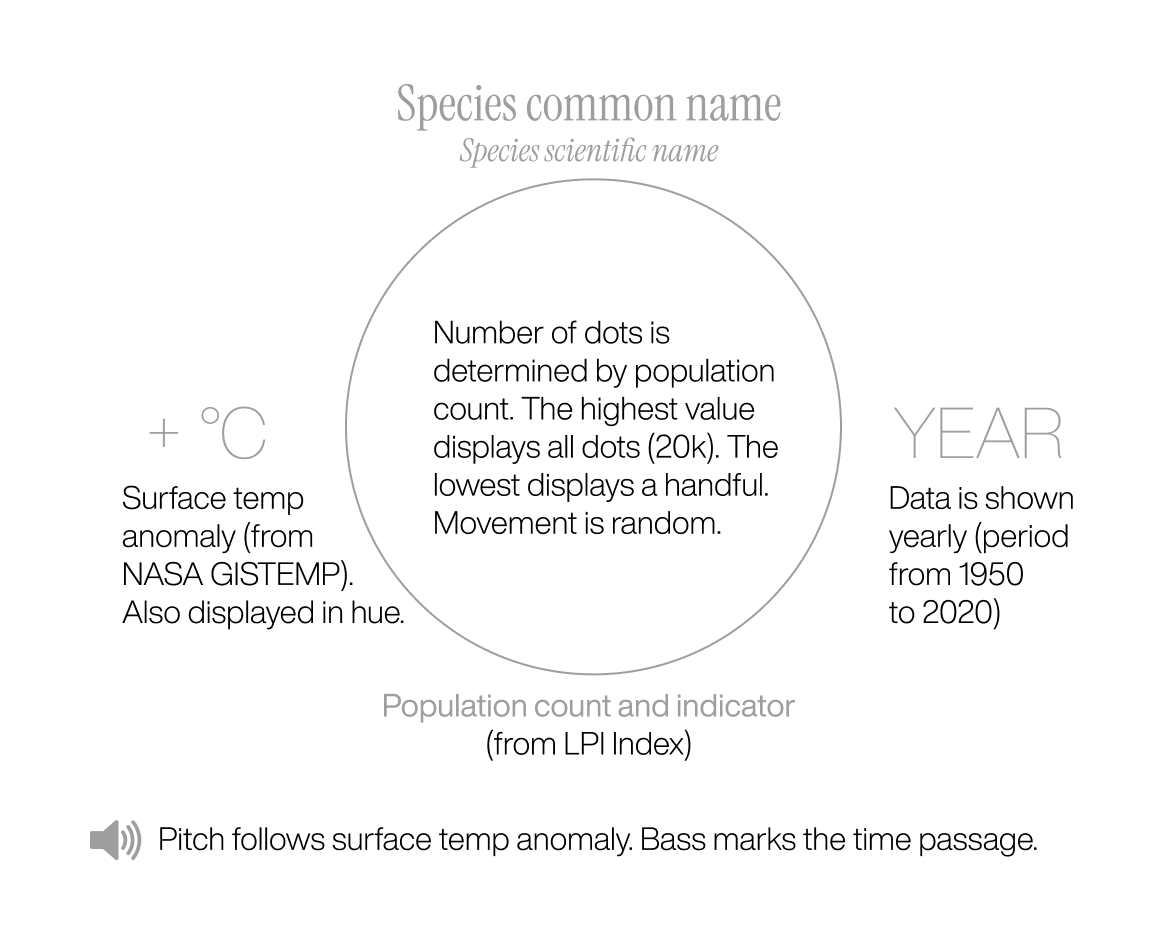 Species common name
Species scientific name
Number of dots is
determined by population
count. The highest value
displays all dots (20k). The
lowest displays a handful.
Movement is random.
+ °C
Surface temp
anomaly (from
NASA GISTEMP).
Also displayed in hue.
YEAR
Data is shown
yearly (period
from 1950
to 2020)
Population count and indicator
(from LPI Index)
Pitch follows surface temp anomaly. Bass marks the time passage.